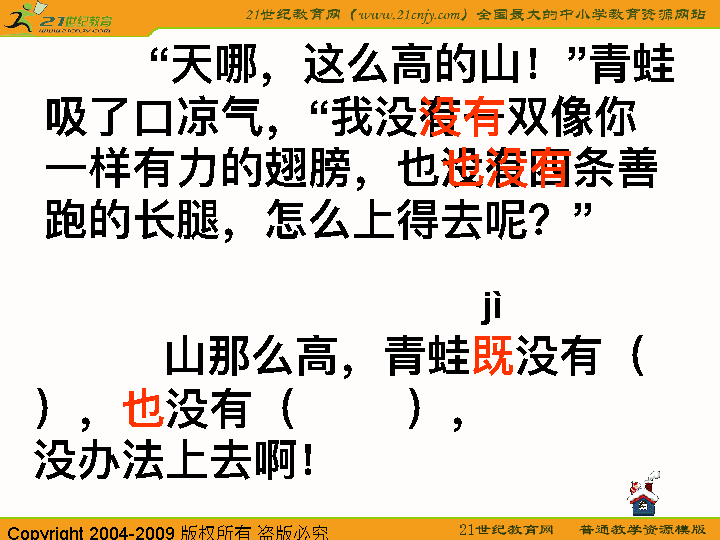 21世纪教育
21世纪教育网（www.21cnjy.com）全国最大的中小学教育资源网站
“天哪，这么高的山！”青蛙
吸了口凉气，“我没没有一双像你
一样有力的翅膀，也没也没有四条善
跑的长腿，怎么上得去呢？”
jì
山那么高，青蛙既没有（
），也没有（　　），
没办法上去啊！
Copyright 2004-2009 版权所有 盗版必究
21世纪教育网　普通教学资源模版